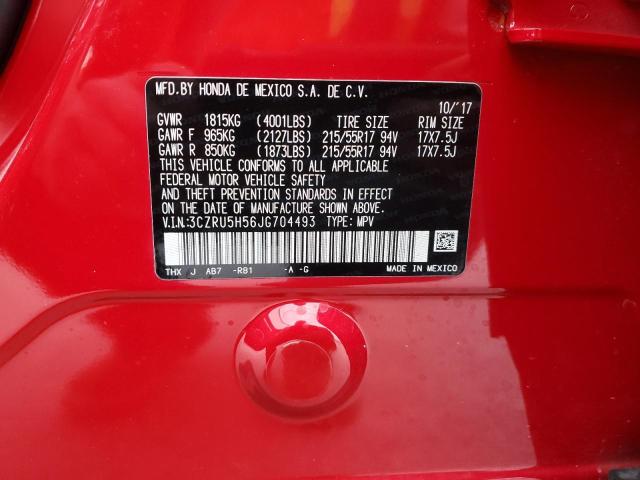 MFD.BY HONDA DE MEXICO S.A. DE C.V.
10/'17
GVWR 1815KG (4001LBS) TIRE SIZE RIM SIZE
GAWR F 965KG (2127LBS) 215/55R17 94V 17X7.5J
GAWR R 850KG (1873LBS) 215/55R17 94V 17X7.5J
THIS VEHICLE CONFORMS TO ALL APPLICABLE
FEDERAL MOTOR VEHICLE SAFETY
AND THEFT PREVENTION STANDARDS IN EFFECT
ON THE DATE OF MANUFACTURE SHOWN ABOVE.
V.I.N:3CZRU5H56JG704493 TYPE: MPV
THX J AB7 -R81 -A -G MADE IN MEXICO